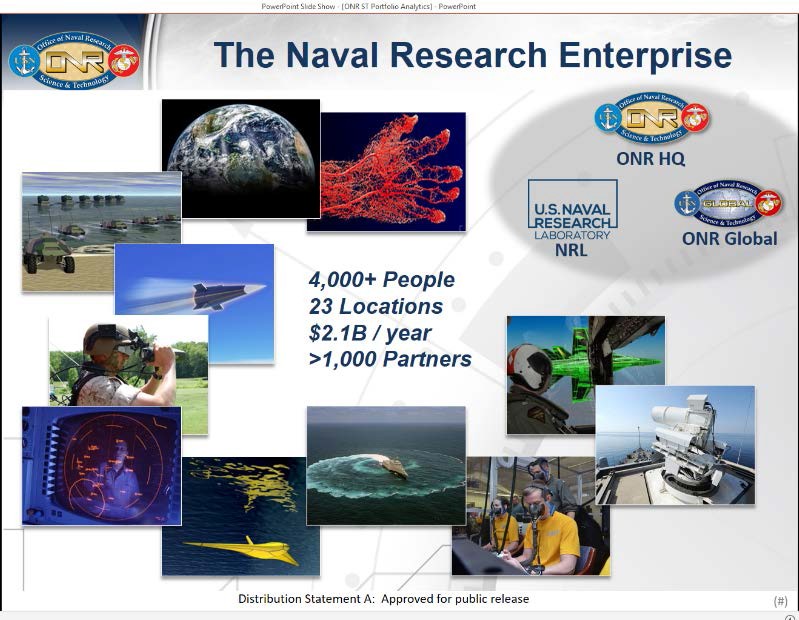 PowerPoint Slide Show - [ONR ST Portfolio Analytics] - PowerPoint
Office of Naval Research
ONR
Science & Technology
The Naval Research Enterprise
Office of Naval Research
ONR
Science & Technology
ONR HQ
U.S. NAVAL
RESEARCH
LABORATORY
NRL
Office of Naval Research
GLOBAL
Science & Technology
ONR Global
4,000+ People
23 Locations
$2.1B / year
>1,000 Partners
Distribution Statement A:  Approved for public release
(#)